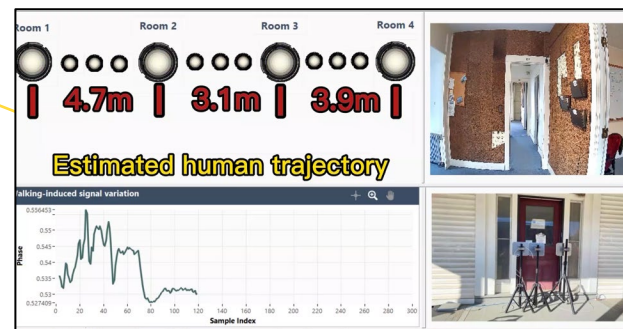 Room 1 Room 2 Room 3 Room 4
4.7m 3.1m 3.9m
Estimated human trajectory
alking-induced signal variation
0.536453
0.55
0.545
0.54
0.535
0.53
0.527409
Phase
0 20 40 60 80 100 120 140 160 180 200 220 240 260 280 300
Sample Index